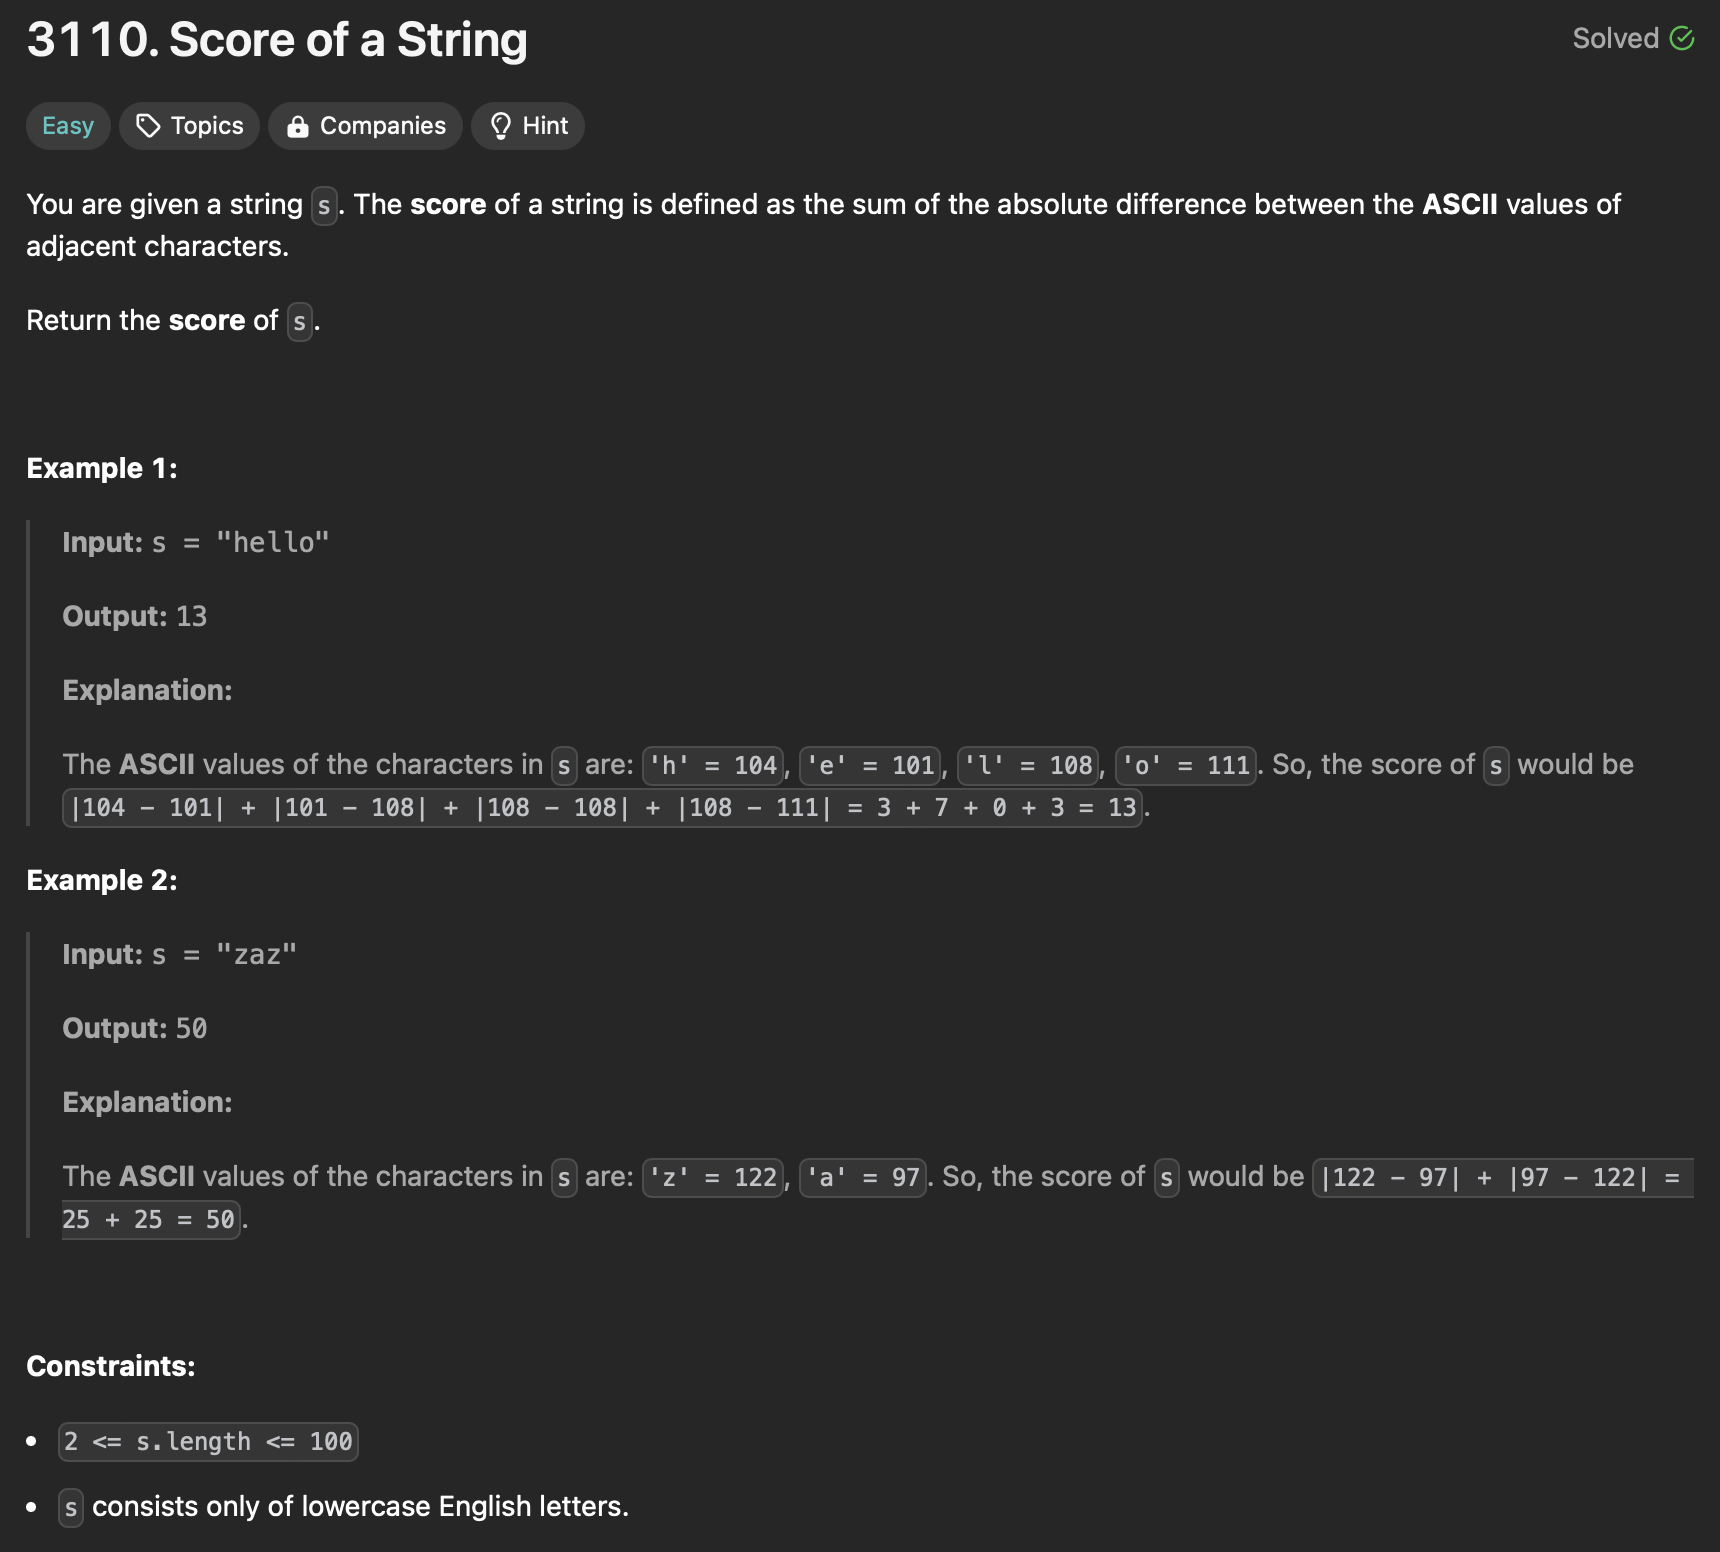 3110. Score of a String
Solved
Easy Topics Companies Hint
You are given a string s. The score of a string is defined as the sum of the absolute difference between the ASCII values of
adjacent characters.
Return the score of s.
Example 1:
Input: s = "hello"
Output: 13
Explanation:
The ASCII values of the characters in s are: 'h' = 104, 'e' = 101, 'l' = 108, 'o' = 111. So, the score of s would be
|104 - 101| + |101 - 108| + |108 - 108| + |108 - 111| = 3 + 7 + 0 + 3 = 13.
Example 2:
Input: s = "zaz"
Output: 50
Explanation:
The ASCII values of the characters in s are: 'z' = 122, 'a' = 97. So, the score of s would be |122 - 97| + |97 - 122| =
25 + 25 = 50.
Constraints:
• 2 <= s.length <= 100
• s consists only of lowercase English letters.